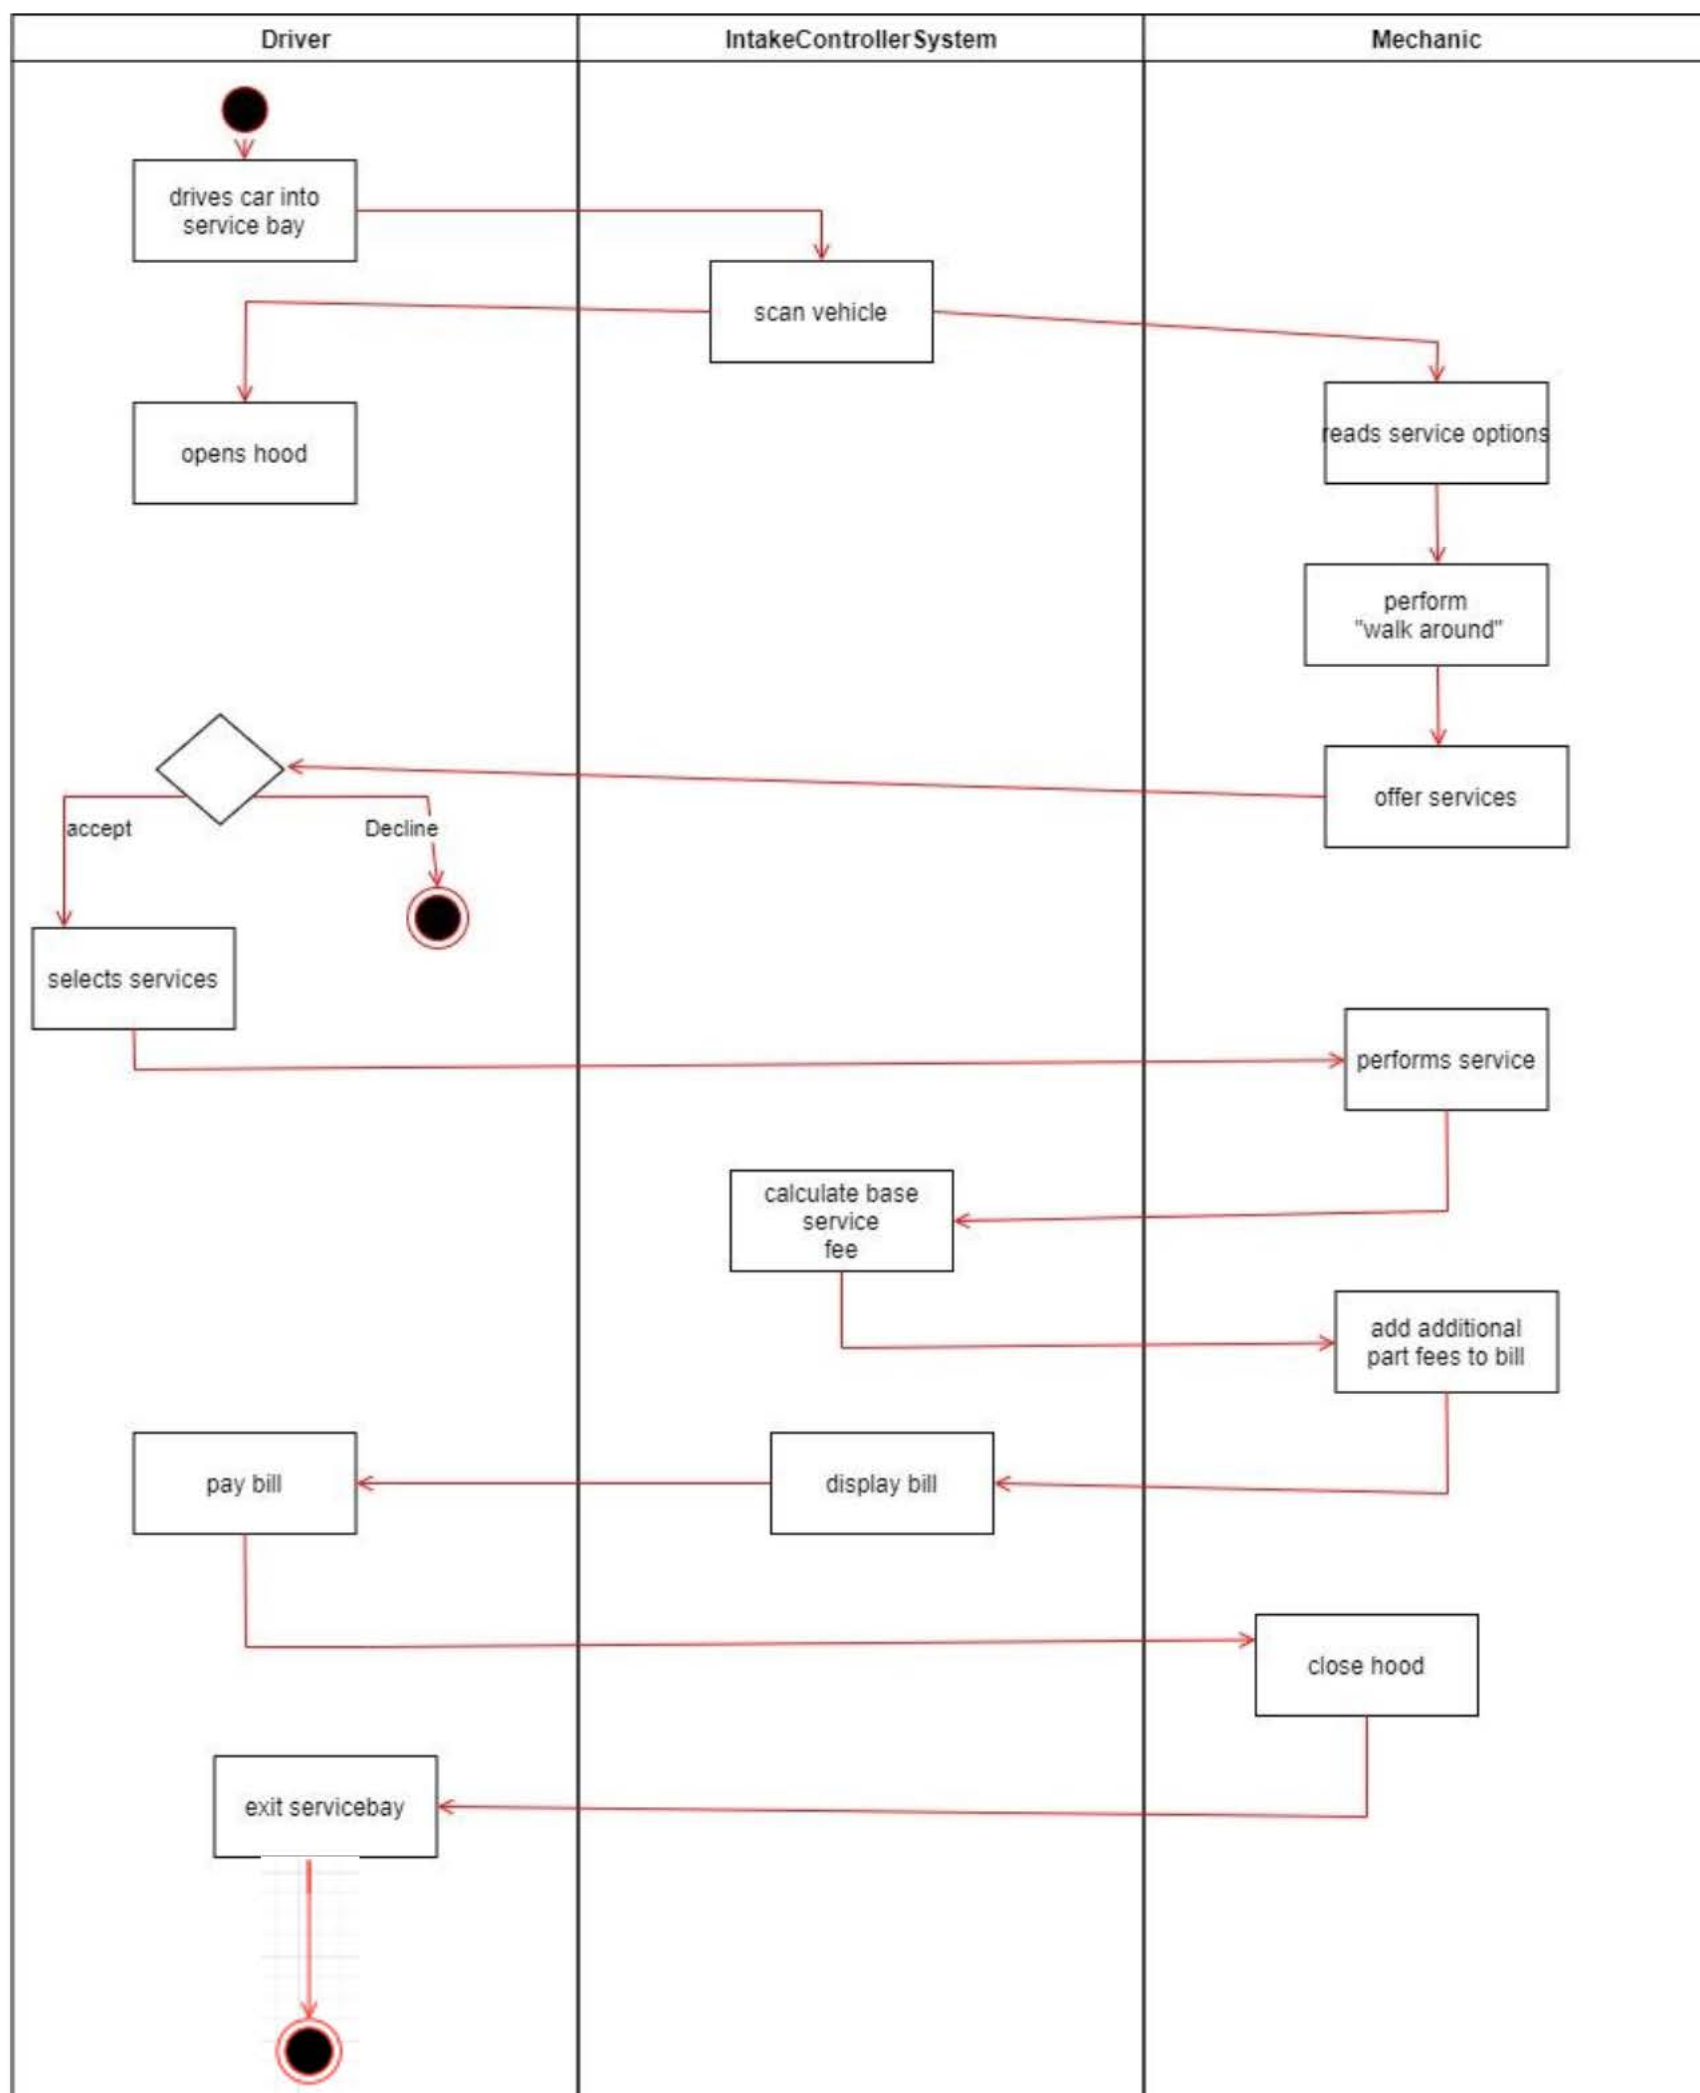 Driver
IntakeControllerSystem
Mechanic
drives car into
service bay
scan vehicle
reads service options
opens hood
perform
"walk around"
offer services
accept
Decline
selects services
performs service
calculate base
service
fee
add additional
part fees to bill
pay bill
display bill
close hood
exit servicebay